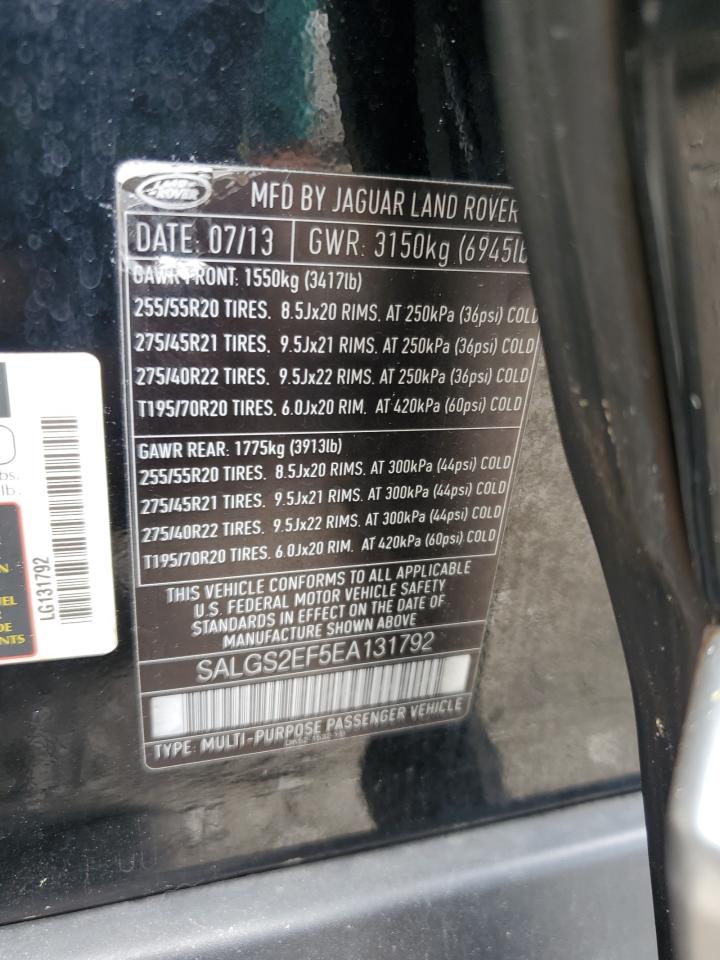 LAND
ROVER
MFD BY JAGUAR LAND ROVER
DATE: 07/13 GWR: 3150kg (6945lb
GAWR FRONT: 1550kg (3417lb)
255/55R20 TIRES. 8.5Jx20 RIMS. AT 250kPa (36psi) COLD
275/45R21 TIRES. 9.5Jx21 RIMS. AT 250kPa (36psi) COLD
275/40R22 TIRES. 9.5Jx22 RIMS. AT 250kPa (36psi) COLD
T195/70R20 TIRES. 6.0Jx20 RIM. AT 420kPa (60psi) COLD
GAWR REAR: 1775kg (3913lb)
255/55R20 TIRES. 8.5Jx20 RIMS. AT 300kPa (44psi) COLD
275/45R21 TIRES. 9.5Jx21 RIMS. AT 300kPa (44psi) COLD
275/40R22 TIRES. 9.5Jx22 RIMS. AT 300kPa (44psi) COLD
T195/70R20 TIRES. 6.0Jx20 RIM. AT 420kPa (60psi) COLD
THIS VEHICLE CONFORMS TO ALL APPLICABLE
U.S. FEDERAL MOTOR VEHICLE SAFETY
STANDARDS IN EFFECT ON THE DATE OF
MANUFACTURE SHOWN ABOVE
SALGS2EF5EA131792
TYPE: MULTI-PURPOSE PASSENGER VEHICLE
bs.
lb.
LG131792